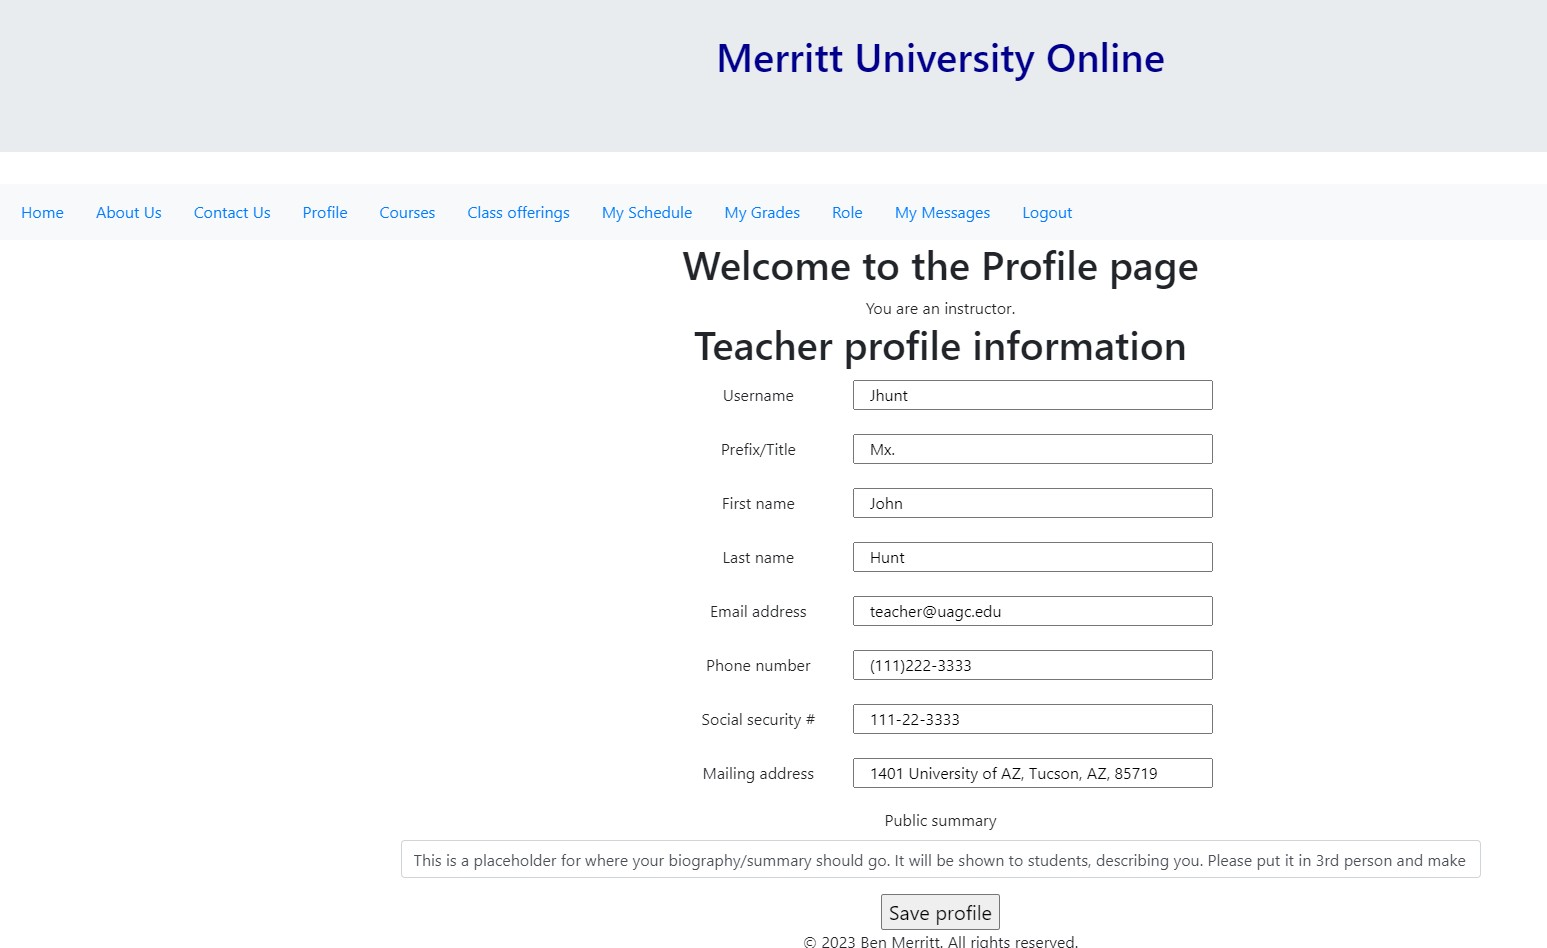 Merritt University Online
Home About Us Contact Us Profile Courses Class offerings My Schedule My Grades Role My Messages Logout
Welcome to the Profile page
You are an instructor.
Teacher profile information
Username Jhunt
Prefix/Title Mx.
First name John
Last name Hunt
Email address teacher@uagc.edu
Phone number (111)222-3333
Social security # 111-22-3333
Mailing address 1401 University of AZ, Tucson, AZ, 85719
Public summary
This is a placeholder for where your biography/summary should go. It will be shown to students, describing you. Please put it in 3rd person and make
Save profile
© 2023 Ben Merritt. All rights reserved.